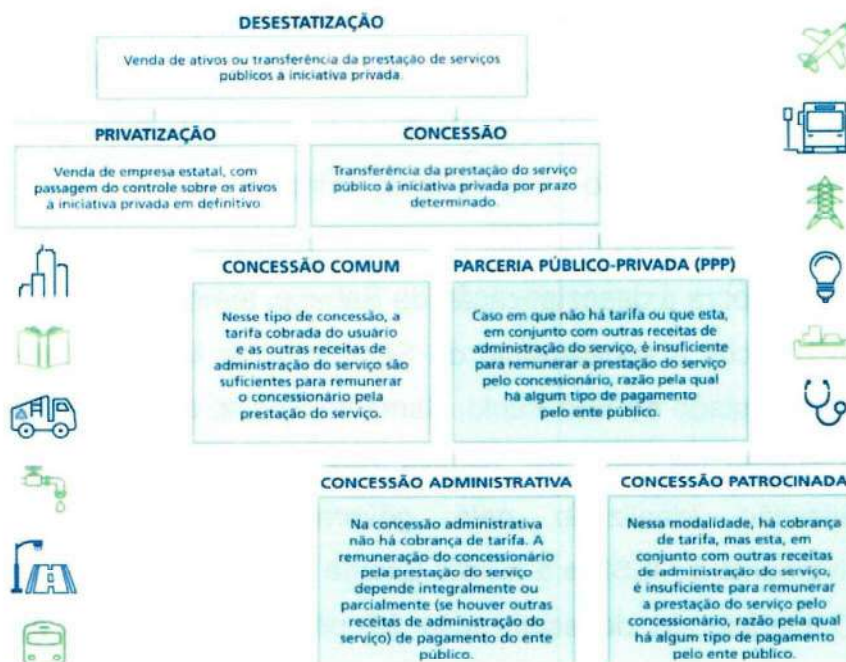 DESESTATIZAÇÃO
Venda de ativos ou transferência da prestação de serviços
públicos à iniciativa privada.
PRIVATIZAÇÃO
Venda de empresa estatal, com
passagem do controle sobre os ativos
à iniciativa privada em definitivo.
CONCESSÃO
Transferência da prestação do serviço
público à iniciativa privada por prazo
determinado.
CONCESSÃO COMUM
Nesse tipo de concessão, a
tarifa cobrada do usuário
e as outras receitas de
administração do serviço são
suficientes para remunerar
o concessionário pela
prestação do serviço.
PARCERIA PÚBLICO-PRIVADA (PPP)
Caso em que não há tarifa ou que esta,
em conjunto com outras receitas de
administração do serviço, é insuficiente
para remunerar a prestação do serviço
pelo concessionário, razão pela qual
há algum tipo de pagamento
pelo ente público.
CONCESSÃO ADMINISTRATIVA
Na concessão administrativa
não há cobrança de tarifa. A
remuneração do concessionário
pela prestação do serviço
depende integralmente ou
parcialmente (se houver outras
receitas de administração do
serviço) de pagamento do ente
público.
CONCESSÃO PATROCINADA
Nessa modalidade, há cobrança
de tarifa, mas esta, em
conjunto com outras receitas
de administração do serviço,
é insuficiente para remunerar
a prestação do serviço pelo
concessionário, razão pela qual
há algum tipo de pagamento
pelo ente público.